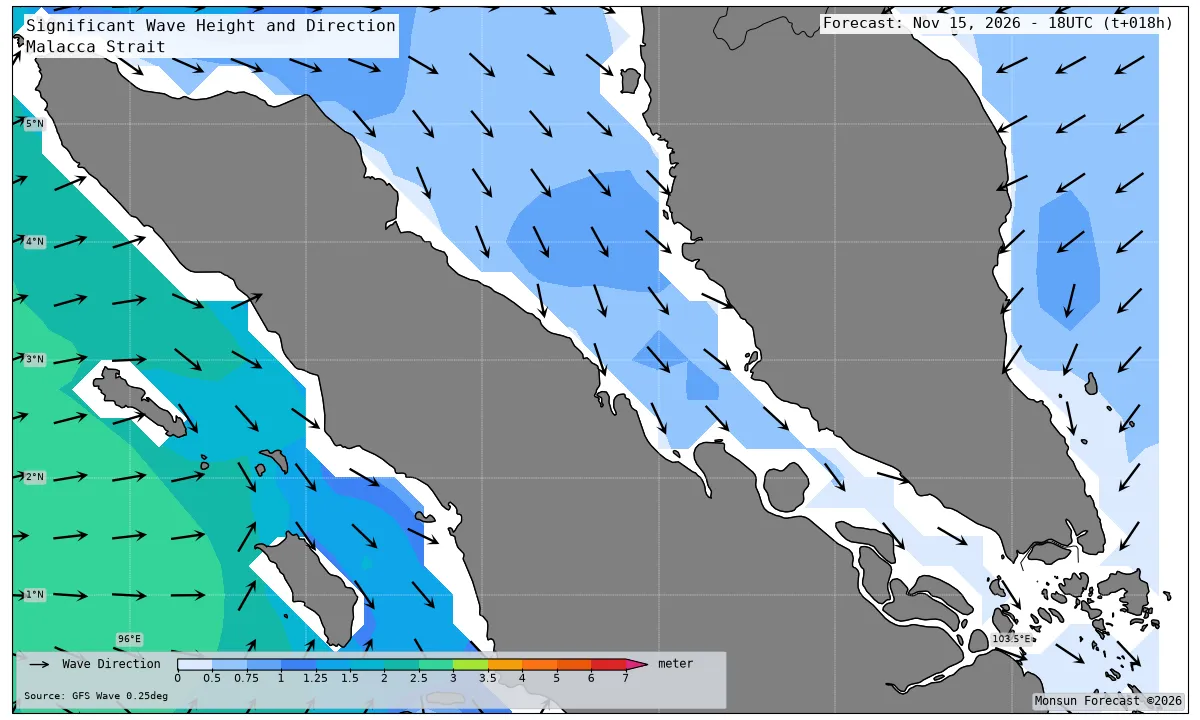 Significant Wave Height and Direction
Malacca Strait
Forecast: Nov 15, 2026 - 18UTC (t+018h)
5°N
4°N
3°N
2°N
1°N
96°E
103.5°E
Wave Direction
meter
0 0.5 0.75 1 1.25 1.5 2 2.5 3 3.5 4 5 6 7
Source: GFS Wave 0.25deg
Monsun Forecast ©2026